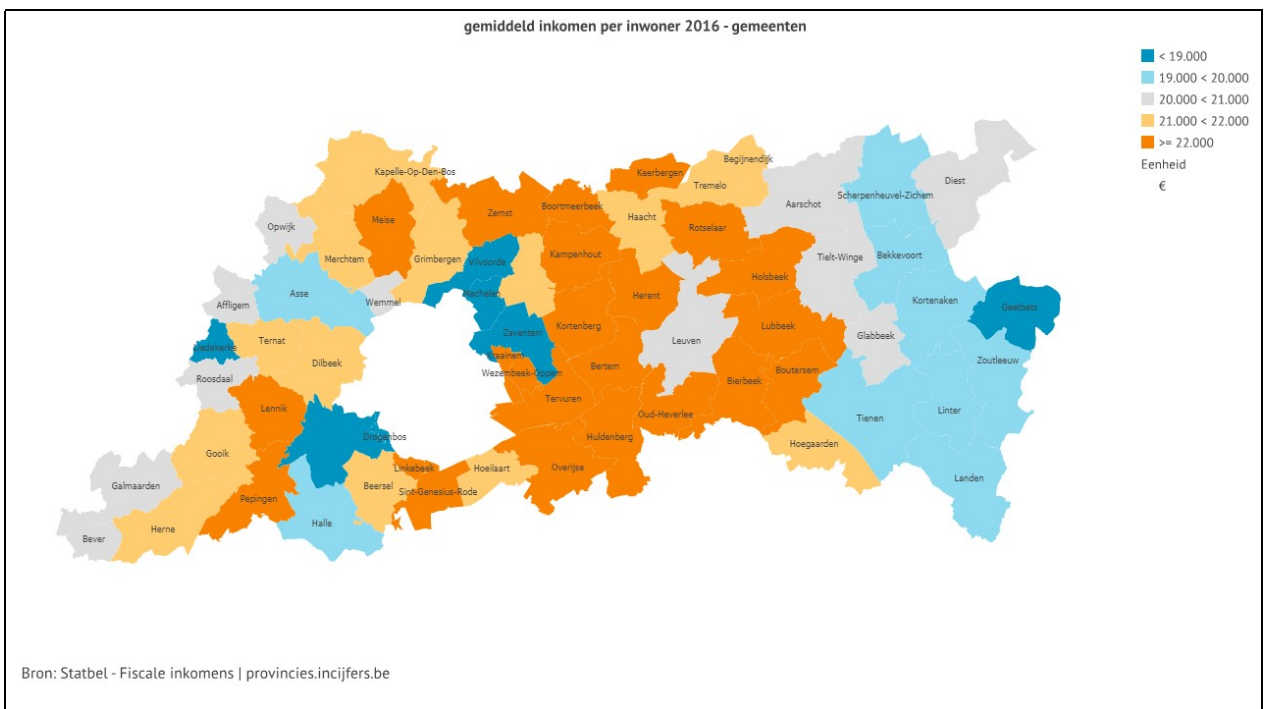 gemiddeld inkomen per inwoner 2016 - gemeenten
< 19.000
19.000 < 20.000
20.000 < 21.000
21.000 < 22.000
>= 22.000
Eenheid
€
Kapelle-Op-Den-Bos
Keerbergen
Begijnendijk
Tremelo
Diest
Scherpenheuvel-Zichem
Aarschot
Boortmeerbeek
Zemst
Haacht
Meise
Opwijk
Rotselaar
Kampenhout
Tielt-Winge
Bekkevoort
Merchtem
Grimbergen
Vilvoorde
Holsbeek
Asse
Machelen
Herent
Kortenaken
Affligem
Wemmel
Geetbets
Kortenberg
Lubbeek
Zaventem
Glabbeek
Ternat
Leuven
Liedekerke
Kraainem
Zoutleeuw
Dilbeek
Bertem
Boutersem
Wezembeek-Oppem
Roosdaal
Bierbeek
Tervuren
Lennik
Linter
Oud-Heverlee
Tienen
Drogenbos
Huldenberg
Hoegaarden
Gooik
Linkebeek
Hoeilaart
Overijse
Landen
Galmaarden
Beersel
Sint-Genesius-Rode
Pepingen
Halle
Herne
Bever
Bron: Statbel - Fiscale inkomens | provincies.incijfers.be